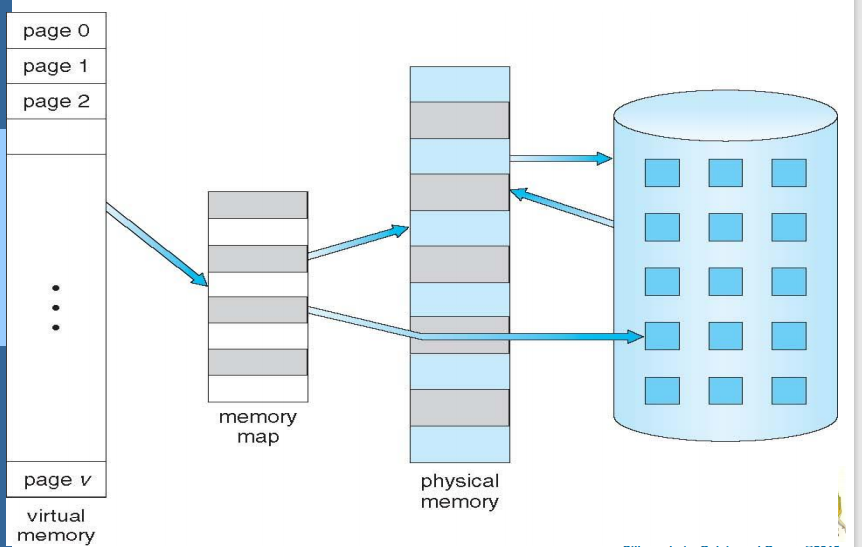 page 0
page 1
page 2
page v
virtual
memory
memory
map
physical
memory